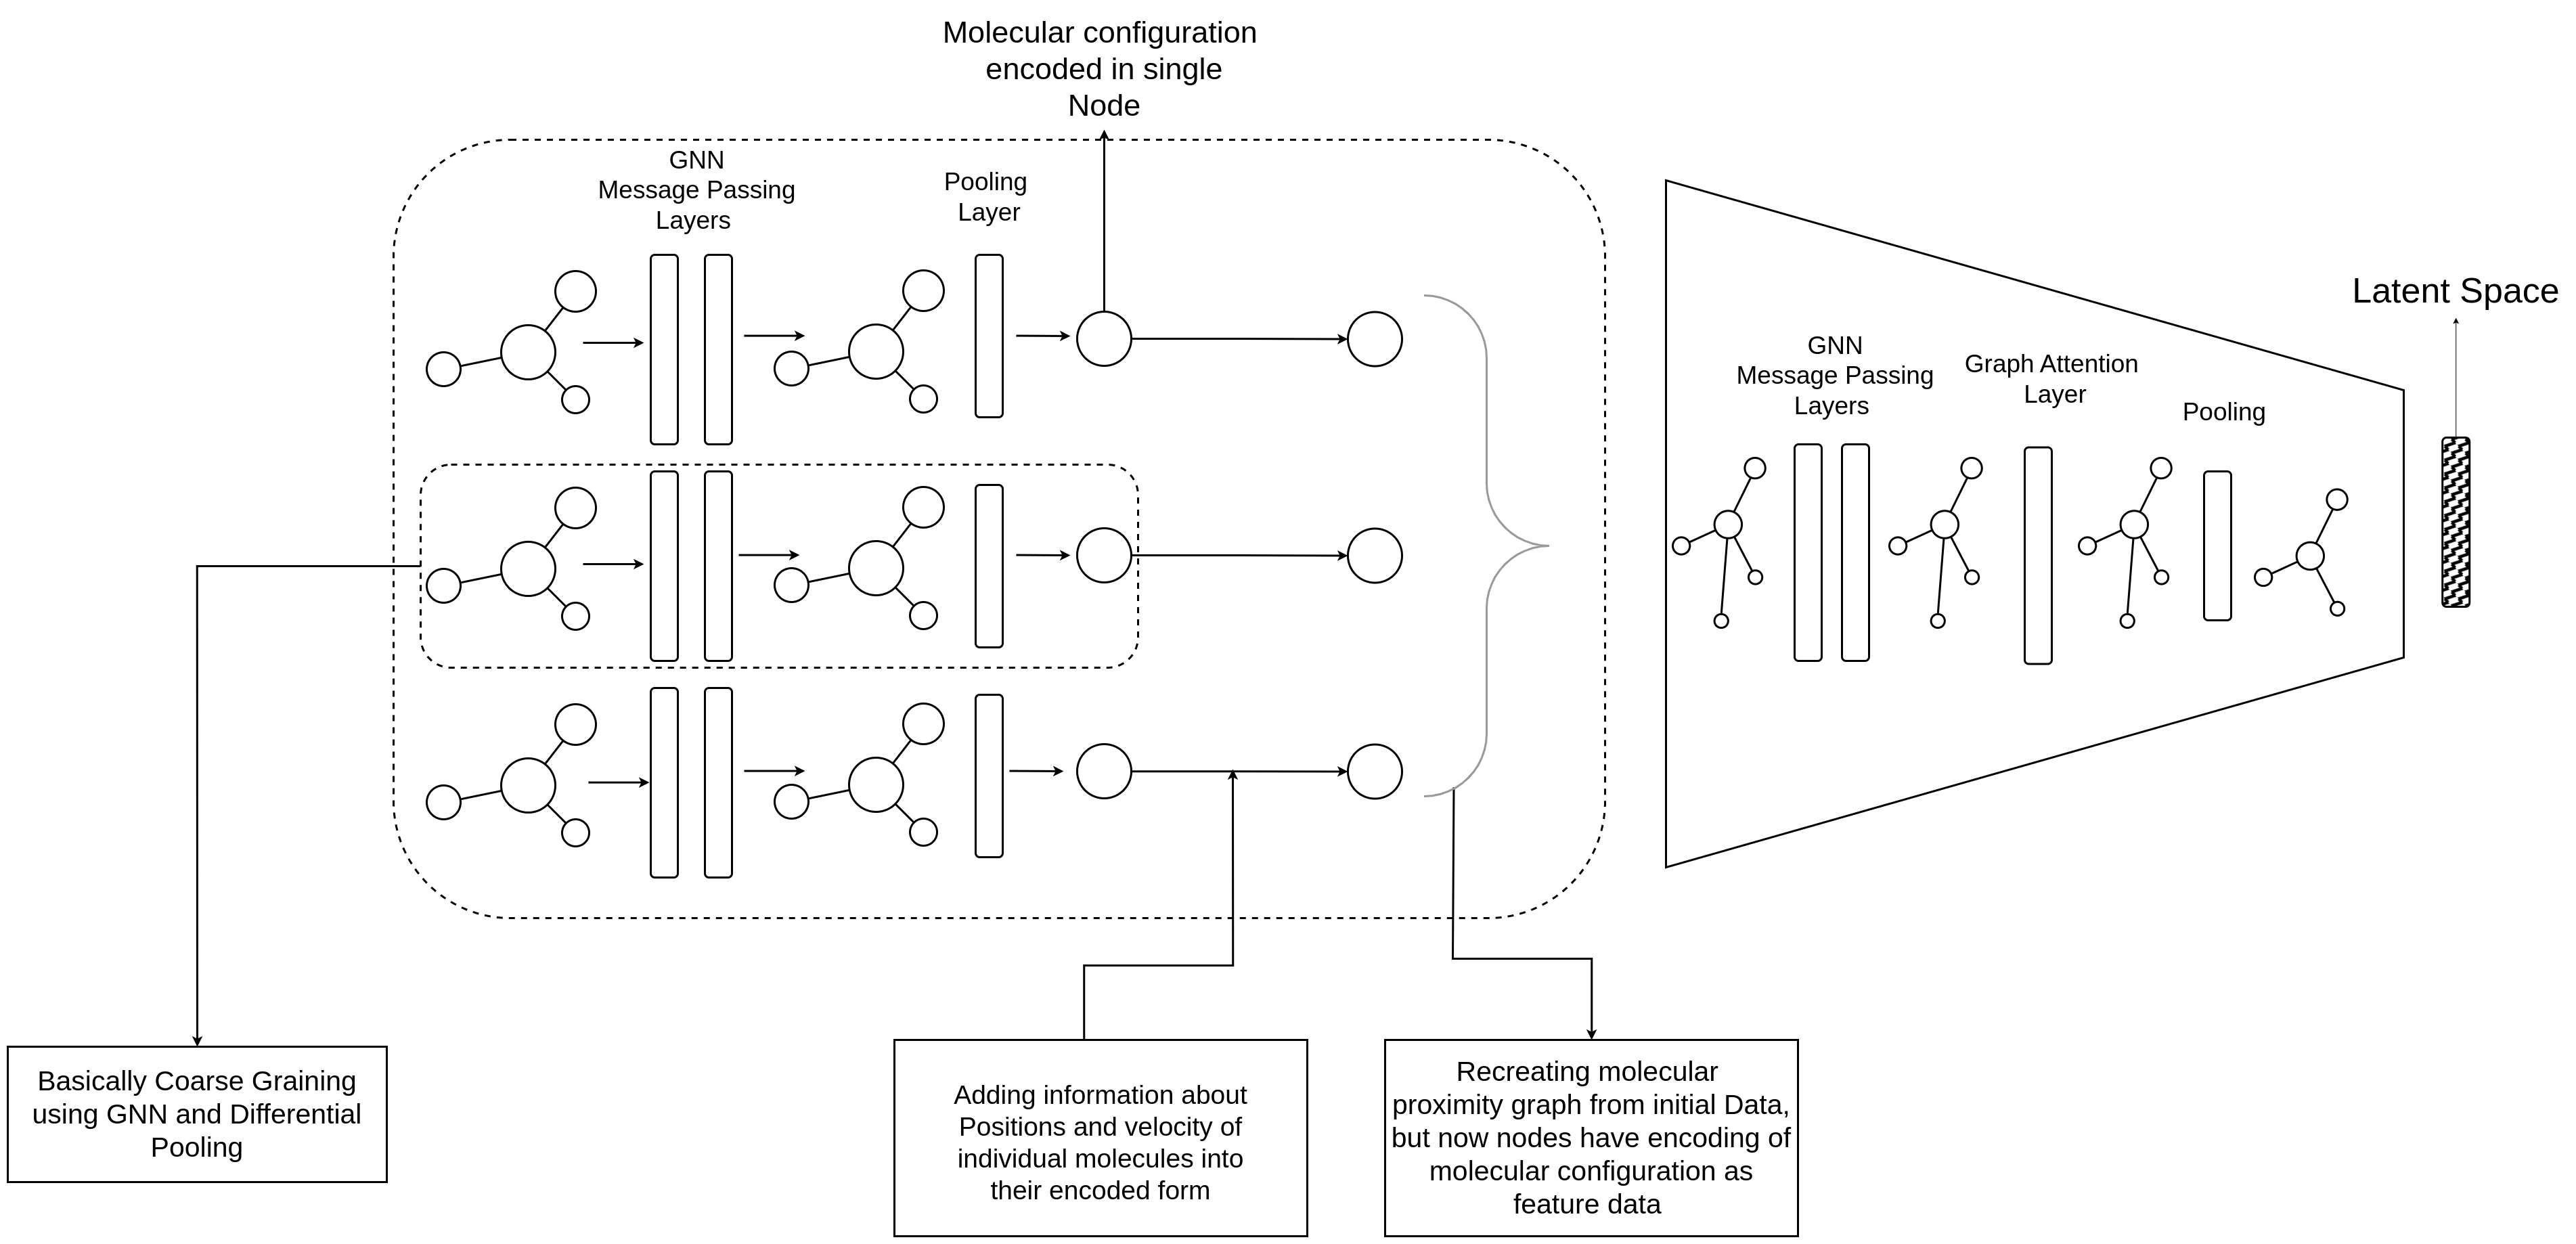 Molecular configuration
encoded in single
Node
GNN
Message Passing
Layers
Pooling
Layer
GNN
Message Passing
Layers
Graph Attention
Layer
Pooling
Latent Space
Basically Coarse Graining
using GNN and Differential
Pooling
Adding information about
Positions and velocity of
individual molecules into
their encoded form
Recreating molecular
proximity graph from initial Data,
but now nodes have encoding of
molecular configuration as
feature data